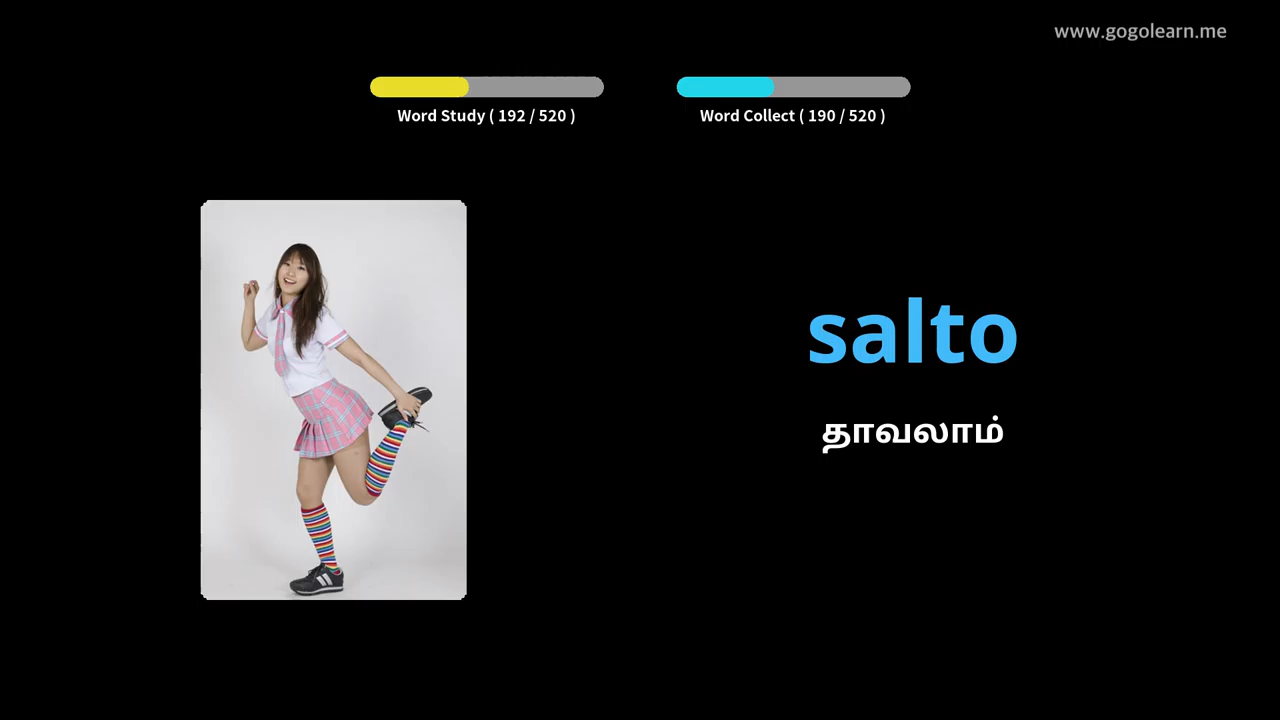 www.gogolearn.me
Word Study ( 192 / 520 )
Word Collect ( 190 / 520 )
salto
தாவலாம்